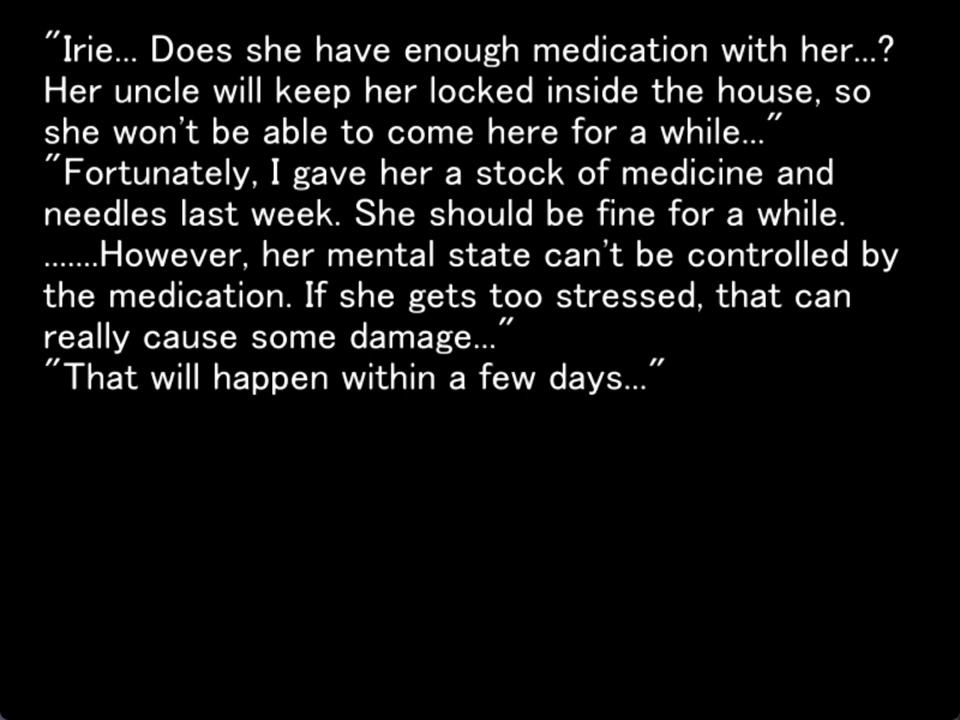 "Irie... Does she have enough medication with her...?
Her uncle will keep her locked inside the house, so
she won't be able to come here for a while..."
"Fortunately, I gave her a stock of medicine and
needles last week. She should be fine for a while.
.......However, her mental state can't be controlled by
the medication. If she gets too stressed, that can
really cause some damage..."
"That will happen within a few days..."